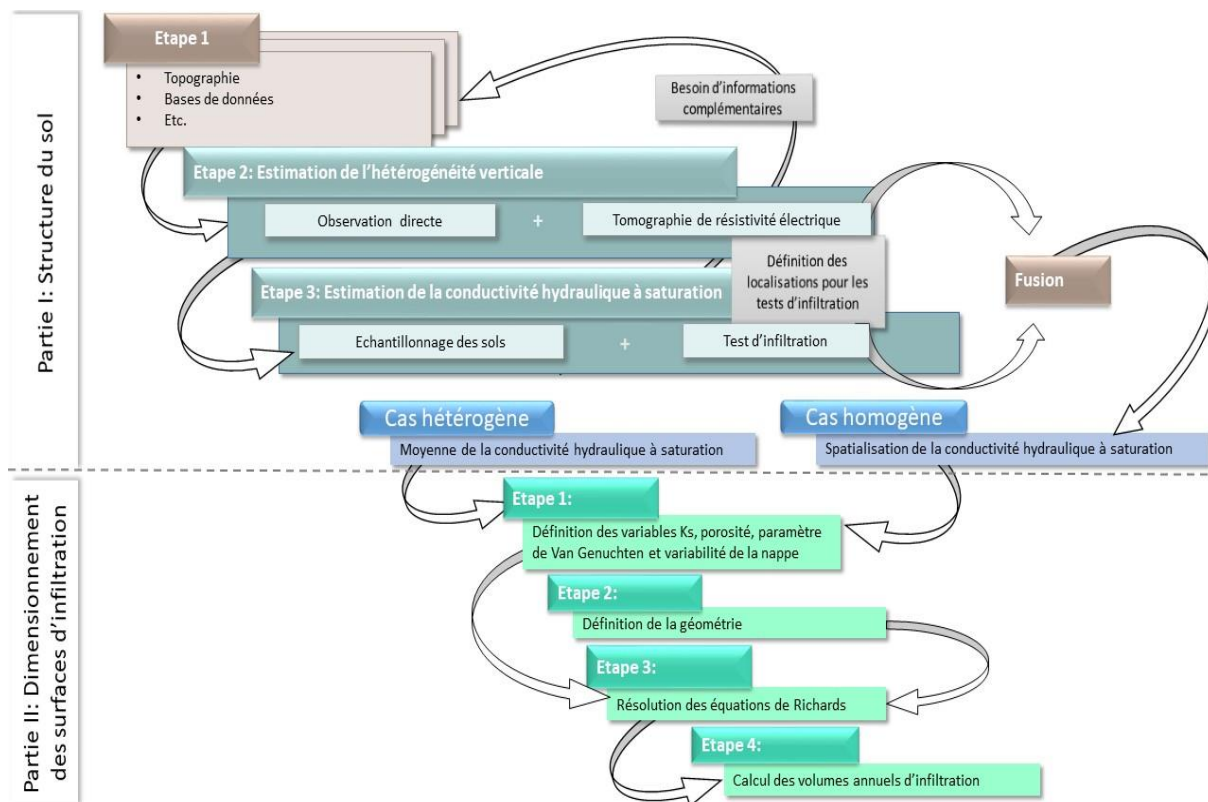 Partie I: Structure du sol
Etape 1
• Topographie
• Bases de données
• Etc.
Besoin d’informations
complémentaires
Etape 2: Estimation de l’hétérogénéité verticale
Observation directe + Tomographie de résistivité électrique
Définition des
localisations pour les
tests d’infiltration
Etape 3: Estimation de la conductivité hydraulique à saturation
Echantillonnage des sols + Test d’infiltration
Fusion
Cas hétérogène
Moyenne de la conductivité hydraulique à saturation
Cas homogène
Spatialisation de la conductivité hydraulique à saturation
Partie II: Dimensionnement
des surfaces d’infiltration
Etape 1:
Définition des variables Ks, porosité, paramètre
de Van Genuchten et variabilité de la nappe
Etape 2:
Définition de la géométrie
Etape 3:
Résolution des équations de Richards
Etape 4:
Calcul des volumes annuels d’infiltration